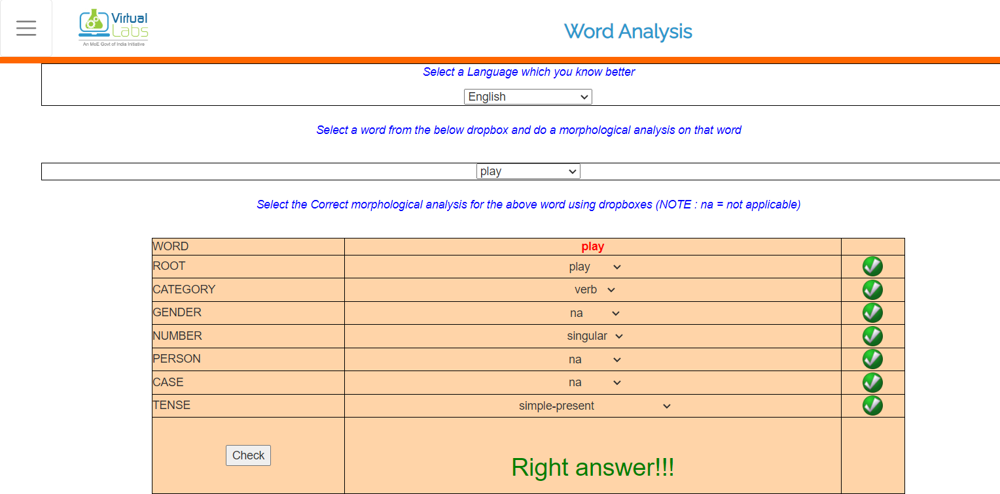 Virtual
Labs
An MoE Govt of India Initiative
Word Analysis
Select a Language which you know better
English
Select a word from the below dropbox and do a morphological analysis on that word
play
Select the Correct morphological analysis for the above word using dropboxes (NOTE : na = not applicable)
WORD play
ROOT play
CATEGORY verb
GENDER na
NUMBER singular
PERSON na
CASE na
TENSE simple-present
Check Right answer!!!